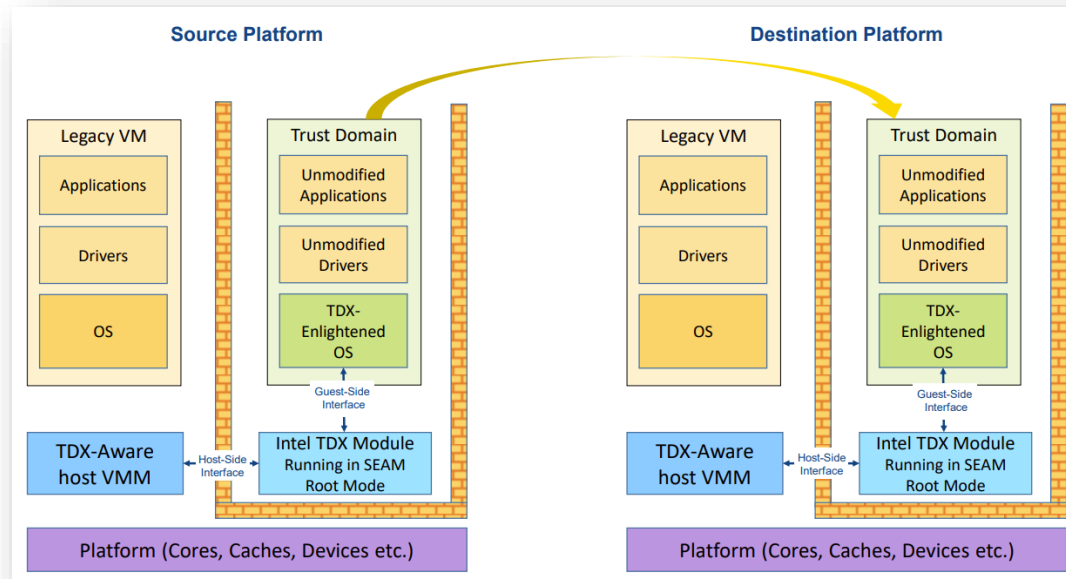 Source Platform
Destination Platform
Legacy VM
Applications
Drivers
OS
Trust Domain
Unmodified
Applications
Unmodified
Drivers
TDX-
Enlightened
OS
Guest-Side
Interface
TDX-Aware
host VMM
Host-Side
Interface
Intel TDX Module
Running in SEAM
Root Mode
Platform (Cores, Caches, Devices etc.)
Legacy VM
Applications
Drivers
OS
Trust Domain
Unmodified
Applications
Unmodified
Drivers
TDX-
Enlightened
OS
Guest-Side
Interface
TDX-Aware
host VMM
Host-Side
Interface
Intel TDX Module
Running in SEAM
Root Mode
Platform (Cores, Caches, Devices etc.)